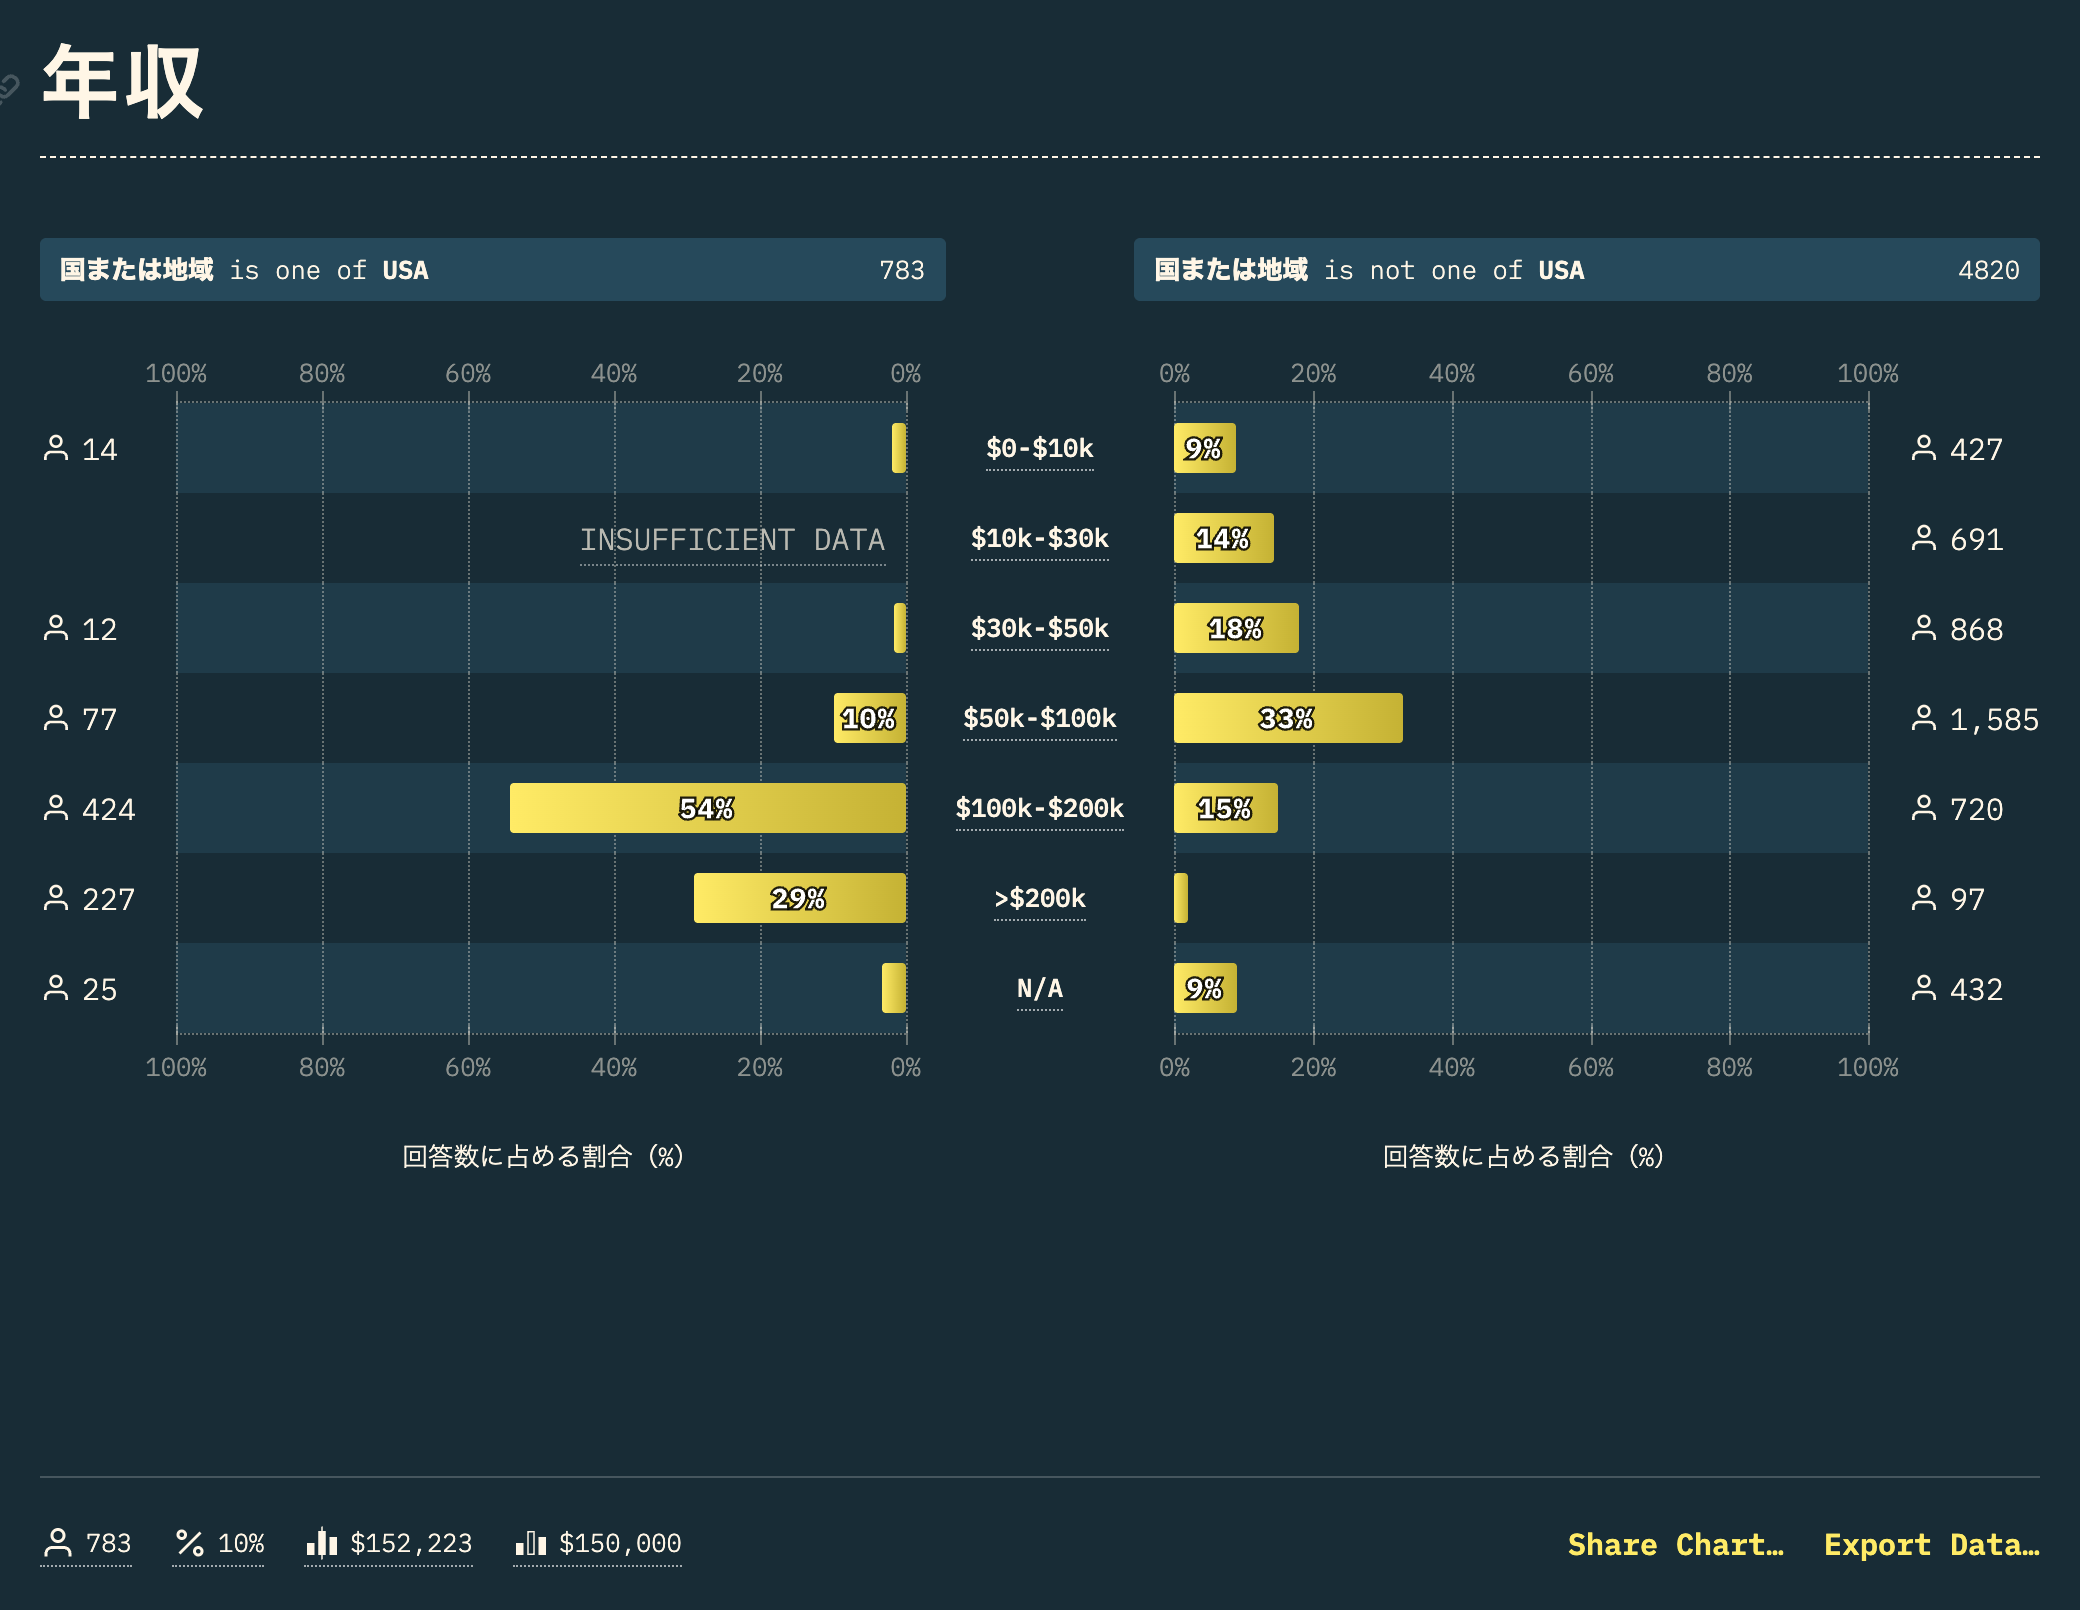 年収
国または地域 is one of USA 783
国または地域 is not one of USA 4820
100% 80% 60% 40% 20% 0%
0% 20% 40% 60% 80% 100%
14 $0-$10k 9% 427
INSUFFICIENT DATA $10k-$30k 14% 691
12 $30k-$50k 18% 868
77 10% $50k-$100k 33% 1,585
424 54% $100k-$200k 15% 720
227 29% >$200k 97
25 N/A 9% 432
100% 80% 60% 40% 20% 0%
0% 20% 40% 60% 80% 100%
回答数に占める割合（%）
回答数に占める割合（%）
783 10% $152,223 $150,000
Share Chart… Export Data…